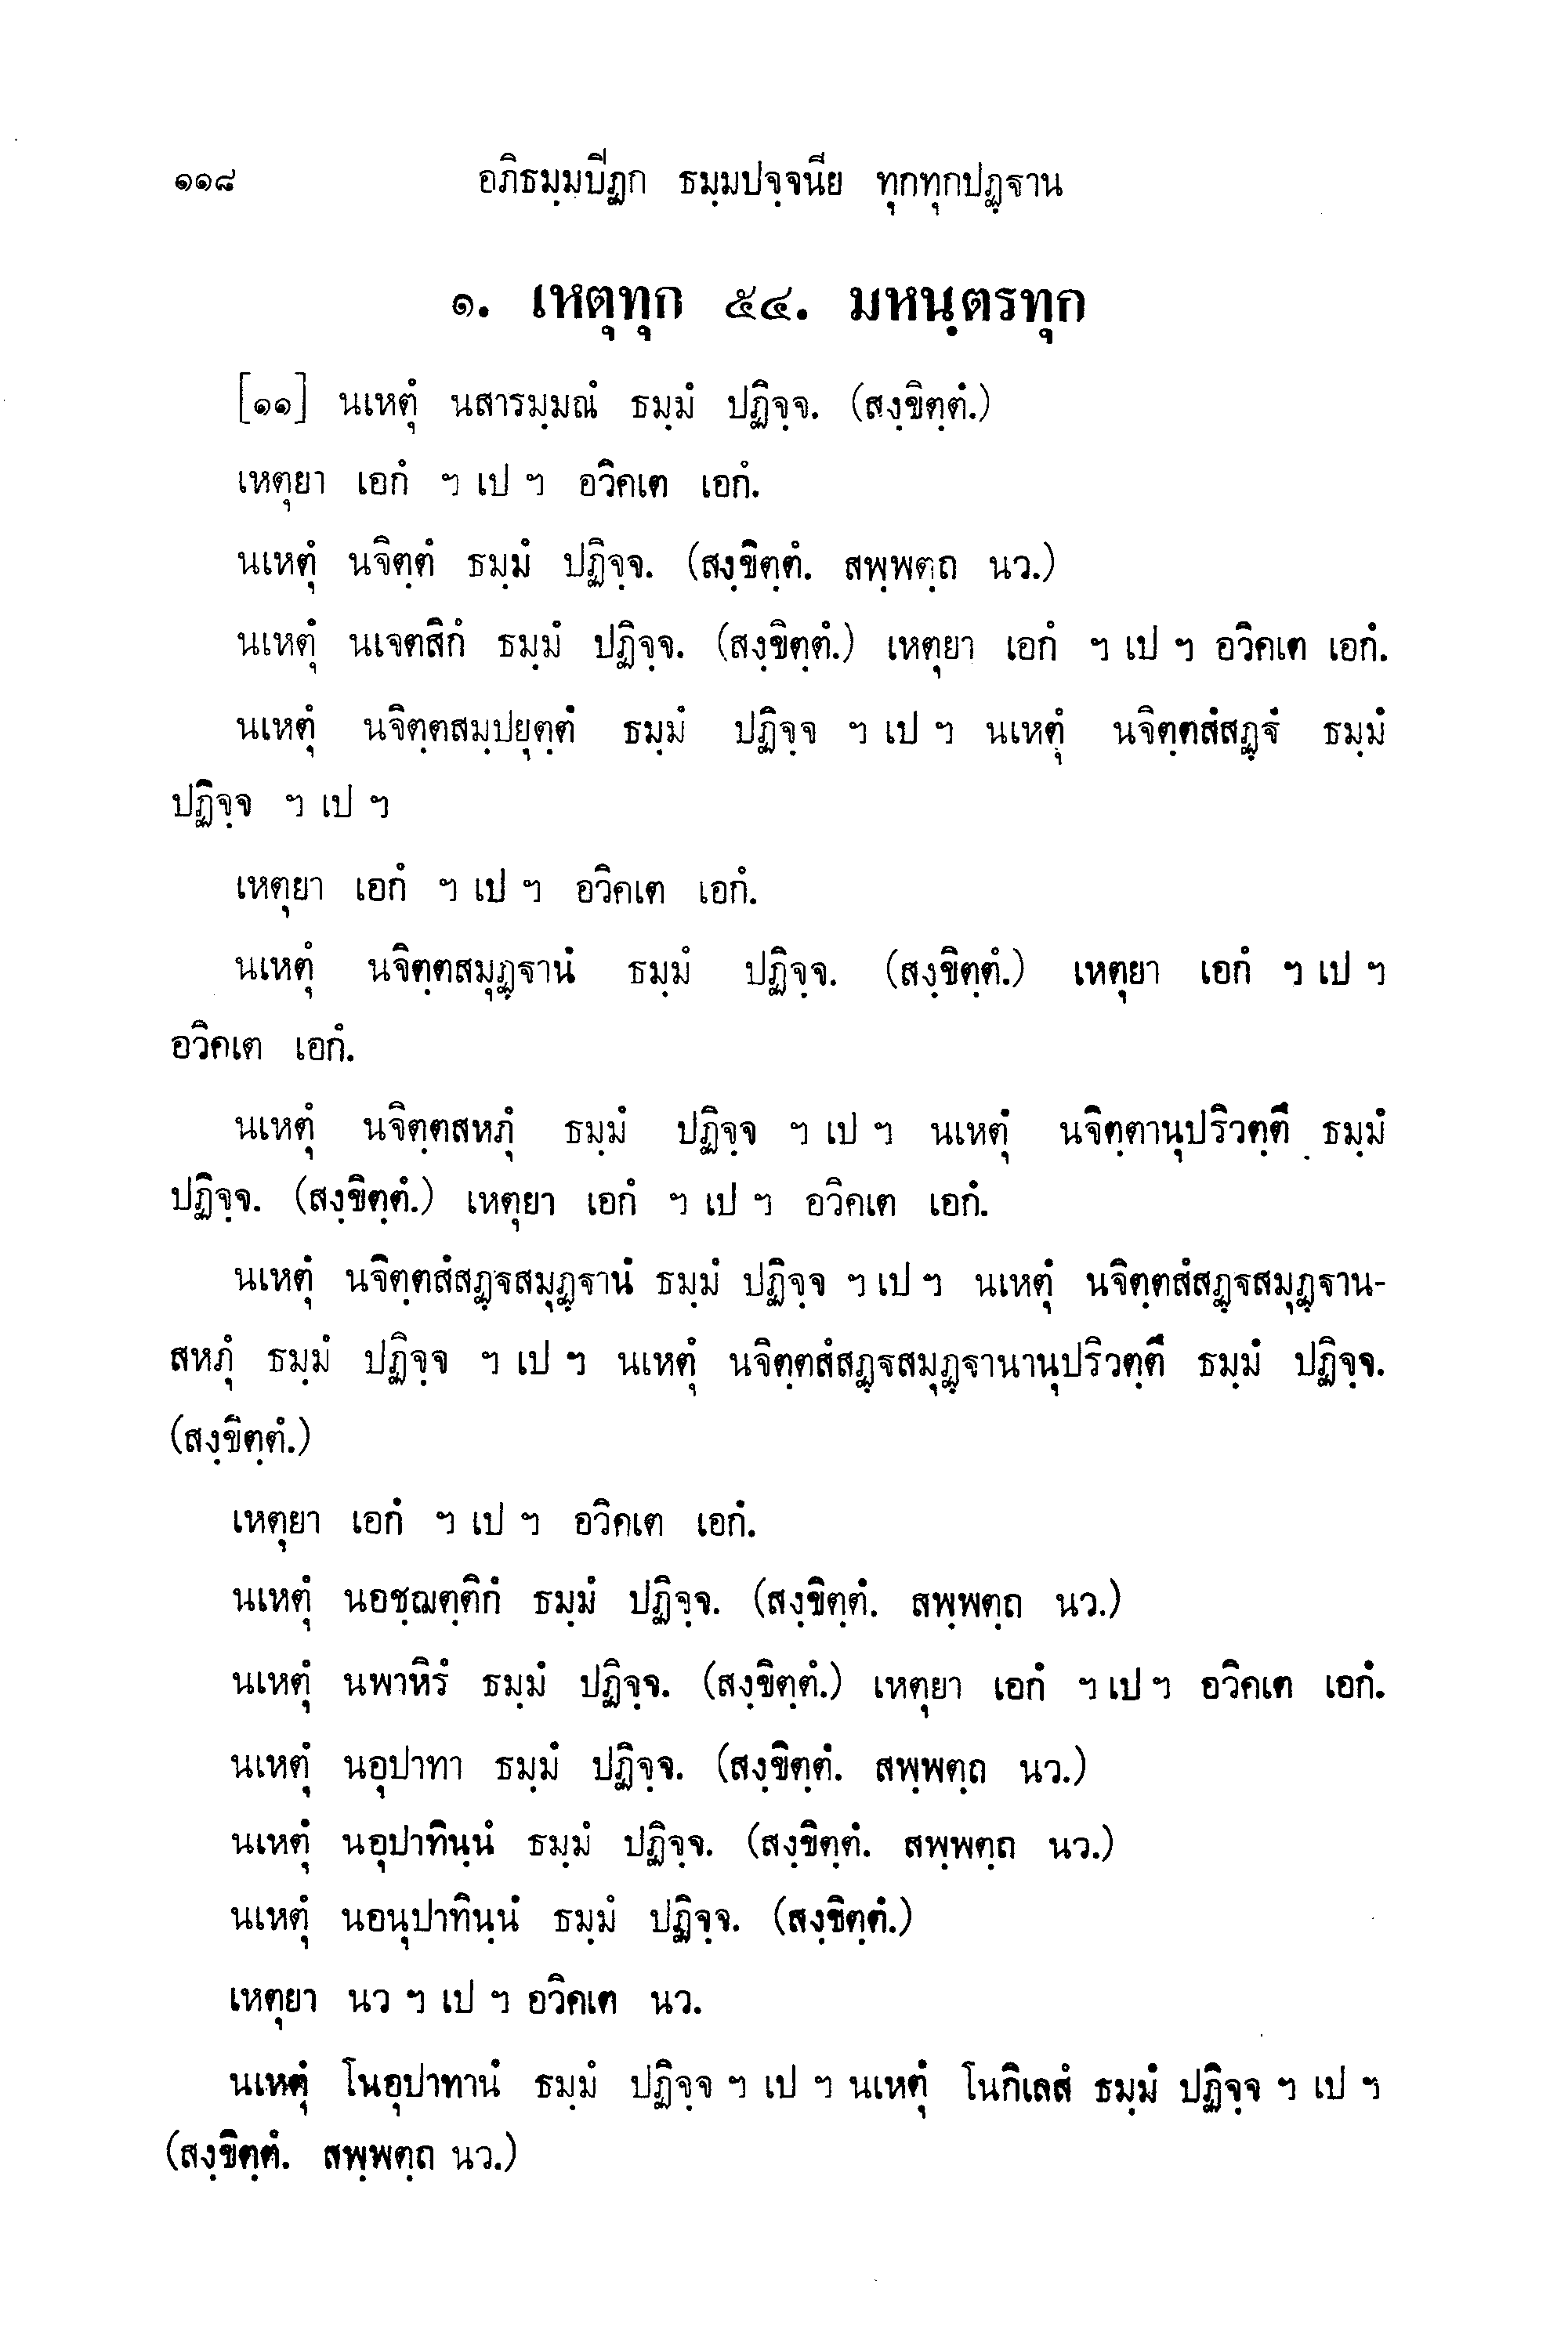 ๑๑๘ อภิธมฺมปีฏก ธมฺมปจฺจนีย ทุกทุกปฏฺฐาน
๑. เหตุทุก ๕๔. มหนฺตรทุก
[๑๑] นเหตุํ นสารมฺมณํ ธมฺมํ ปฏิจฺจ. (สงฺขิตฺตํ.)
เหตุยา เอกํ ฯ เป ฯ อวิคเต เอกํ.
นเหตุํ นจิตฺตํ ธมฺมํ ปฏิจฺจ. (สงฺขิตฺตํ. สพฺพตฺถ นว.)
นเหตุํ นเจตสิกํ ธมฺมํ ปฏิจฺจ. (สงฺขิตฺตํ.) เหตุยา เอกํ ฯ เป ฯ อวิคเต เอกํ.
นเหตุํ นจิตฺตสมฺปยุตฺตํ ธมฺมํ ปฏิจฺจ ฯ เป ฯ นเหตุํ นจิตฺตสํสฏฺฐํ ธมฺมํ
ปฏิจฺจ ฯ เป ฯ
เหตุยา เอกํ ฯ เป ฯ อวิคเต เอกํ.
นเหตุํ นจิตฺตสมุฏฺฐานํ ธมฺมํ ปฏิจฺจ. (สงฺขิตฺตํ.) เหตุยา เอกํ ฯ เป ฯ
อวิคเต เอกํ.
นเหตุํ นจิตฺตสหภุํ ธมฺมํ ปฏิจฺจ ฯ เป ฯ นเหตุํ นจิตฺตานุปริวตฺตึ ธมฺมํ
ปฏิจฺจ. (สงฺขิตฺตํ.) เหตุยา เอกํ ฯ เป ฯ อวิคเต เอกํ.
นเหตุํ นจิตฺตสํสฏฺฐสมุฏฺฐานํ ธมฺมํ ปฏิจฺจ ฯ เป ฯ นเหตุํ นจิตฺตสํสฏฺฐสมุฏฺฐาน-
สหภุํ ธมฺมํ ปฏิจฺจ ฯ เป ฯ นเหตุํ นจิตฺตสํสฏฺฐสมุฏฺฐานานุปริวตฺตึ ธมฺมํ ปฏิจฺจ.
(สงฺขิตฺตํ.)
เหตุยา เอกํ ฯ เป ฯ อวิคเต เอกํ.
นเหตุํ นอชฺฌตฺติกํ ธมฺมํ ปฏิจฺจ. (สงฺขิตฺตํ. สพฺพตฺถ นว.)
นเหตุํ นพาหิรํ ธมฺมํ ปฏิจฺจ. (สงฺขิตฺตํ.) เหตุยา เอกํ ฯ เป ฯ อวิคเต เอกํ.
นเหตุํ นอุปาทา ธมฺมํ ปฏิจฺจ. (สงฺขิตฺตํ. สพฺพตฺถ นว.)
นเหตุํ นอุปาทินฺนํ ธมฺมํ ปฏิจฺจ. (สงฺขิตฺตํ. สพฺพตฺถ นว.)
นเหตุํ นอนุปาทินฺนํ ธมฺมํ ปฏิจฺจ. (สงฺขิตฺตํ.)
เหตุยา นว ฯ เป ฯ อวิคเต นว.
นเหตุํ โนอุปาทานํ ธมฺมํ ปฏิจฺจ ฯ เป ฯ นเหตุํ โนกิเลสํ ธมฺมํ ปฏิจฺจ ฯ เป ฯ
(สงฺขิตฺตํ. สพฺพตฺถ นว.)